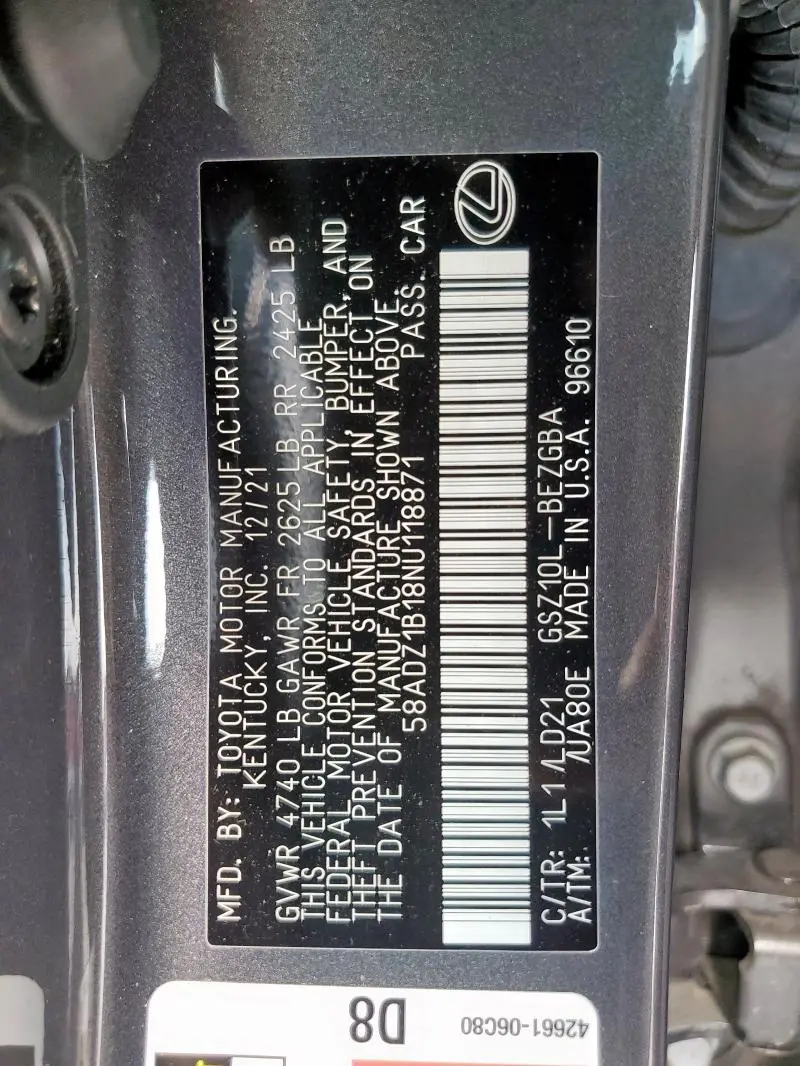 MFD. BY: TOYOTA MOTOR MANUFACTURING.
KENTUCKY, INC. 12/21
GVWR 4740 LB GAWR FR 2625 LB RR 2425 LB
THIS VEHICLE CONFORMS TO ALL APPLICABLE
FEDERAL MOTOR VEHICLE SAFETY, BUMPER, AND
THEFT PREVENTION STANDARDS IN EFFECT ON
THE DATE OF MANUFACTURE SHOWN ABOVE.
58ADZ1B18NU118871 PASS. CAR
C/TR: 1L1 /LD21 GSZ10L-BEZGBA
A/TM: /UA80E MADE IN U.S.A. 96610
D8
42661-06C80